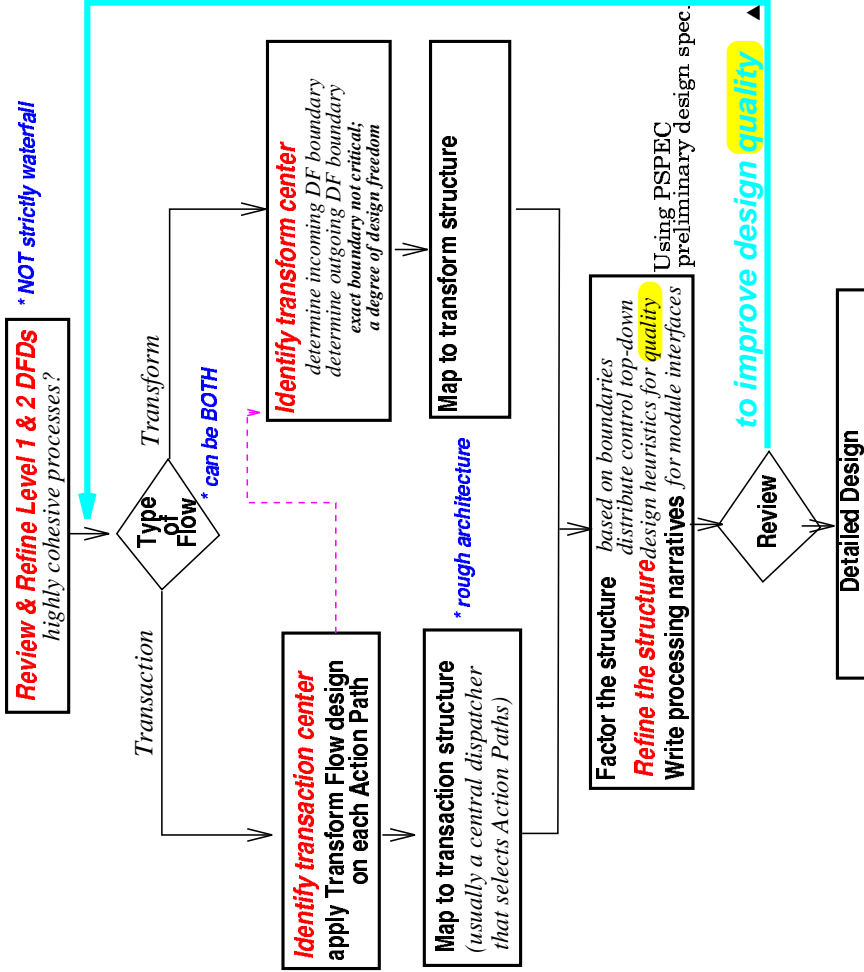 Review & Refine Level 1 & 2 DFDs
highly cohesive processes?
* NOT strictly waterfall
Type
of
Flow
* can be BOTH
Transaction
Transform
Identify transaction center
apply Transform Flow design
on each Action Path
Identify transform center
determine incoming DF boundary
determine outgoing DF boundary
exact boundary not critical;
a degree of design freedom
Map to transaction structure
(usually a central dispatcher
that selects Action Paths)
Map to transform structure
* rough architecture
Factor the structure based on boundaries
distribute control top-down
Refine the structure design heuristics for quality
Write processing narratives for module interfaces
Using PSPEC
preliminary design spec.
to improve design quality
Review
Detailed Design